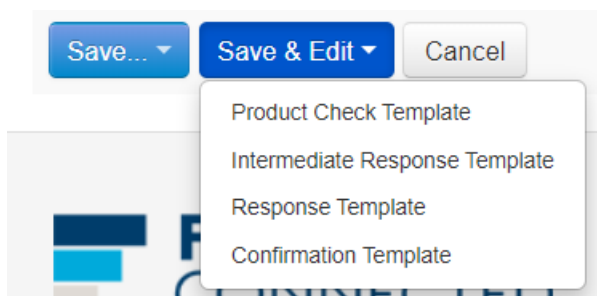 Save...
Save & Edit
Cancel
Product Check Template
Intermediate Response Template
Response Template
Confirmation Template